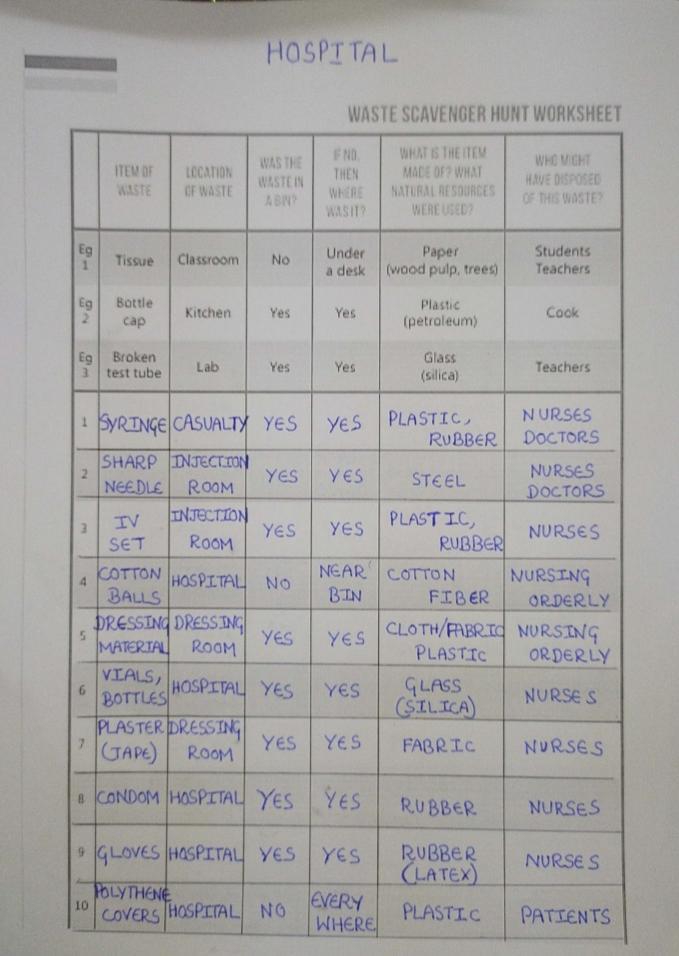 HOSPITAL
WASTE SCAVENGER HUNT WORKSHEET
ITEM OF WASTE LOCATION OF WASTE WAS THE WASTE IN A BIN? IF NO, THEN WHERE WAS IT? WHAT IS THE ITEM MADE OF? WHAT NATURAL RESOURCES WERE USED? WHO MIGHT HAVE DISPOSED OF THIS WASTE?
Eg 1 Tissue Classroom No Under a desk Paper (wood pulp, trees) Students Teachers
Eg 2 Bottle cap Kitchen Yes Yes Plastic (petroleum) Cook
Eg 3 Broken test tube Lab Yes Yes Glass (silica) Teachers
1 SYRINGE CASUALTY YES YES PLASTIC, RUBBER NURSES DOCTORS
2 SHARP NEEDLE INJECTION ROOM YES YES STEEL NURSES DOCTORS
3 IV SET INJECTION ROOM YES YES PLASTIC, RUBBER NURSES
4 COTTON BALLS HOSPITAL NO NEAR BIN COTTON FIBER NURSING ORDERLY
5 DRESSING MATERIAL DRESSING ROOM YES YES CLOTH/FABRIC PLASTIC NURSING ORDERLY
6 VIALS, BOTTLES HOSPITAL YES YES GLASS (SILICA) NURSES
7 PLASTER (TAPE) DRESSING ROOM YES YES FABRIC NURSES
8 CONDOM HOSPITAL YES YES RUBBER NURSES
9 GLOVES HOSPITAL YES YES RUBBER (LATEX) NURSES
10 POLYTHENE COVERS HOSPITAL NO EVERY WHERE PLASTIC PATIENTS